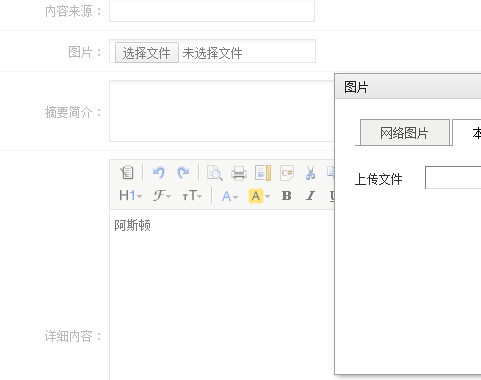 内容来源：
图片： 选择文件 未选择文件
图片
摘要简介：
网络图片
上传文件
H1 F TT A A B I U
阿斯顿
详细内容：